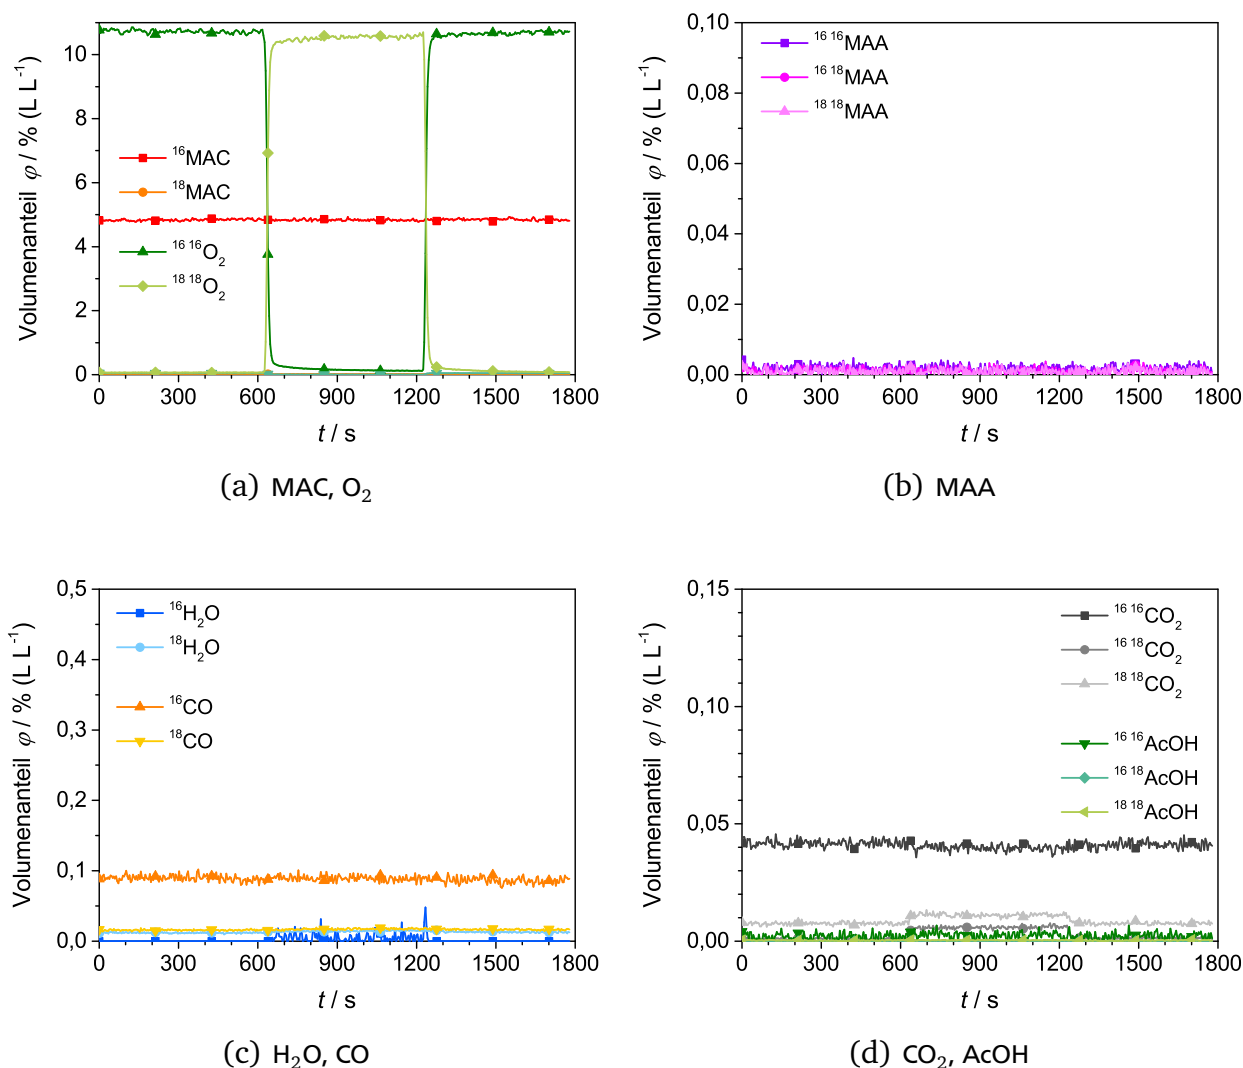 Volumenanteil φ / % (L L⁻¹)
10
8
6
4
2
0
¹⁶MAC
¹⁸MAC
¹⁶ ¹⁶O₂
¹⁸ ¹⁸O₂
0 300 600 900 1200 1500 1800
t / s
(a) MAC, O₂
Volumenanteil φ / % (L L⁻¹)
0,10
0,08
0,06
0,04
0,02
0,00
¹⁶ ¹⁶MAA
¹⁶ ¹⁸MAA
¹⁸ ¹⁸MAA
0 300 600 900 1200 1500 1800
t / s
(b) MAA
Volumenanteil φ / % (L L⁻¹)
0,5
0,4
0,3
0,2
0,1
0,0
¹⁶H₂O
¹⁸H₂O
¹⁶CO
¹⁸CO
0 300 600 900 1200 1500 1800
t / s
(c) H₂O, CO
Volumenanteil φ / % (L L⁻¹)
0,15
0,10
0,05
0,00
¹⁶ ¹⁶CO₂
¹⁶ ¹⁸CO₂
¹⁸ ¹⁸CO₂
¹⁶ ¹⁶AcOH
¹⁶ ¹⁸AcOH
¹⁸ ¹⁸AcOH
0 300 600 900 1200 1500 1800
t / s
(d) CO₂, AcOH